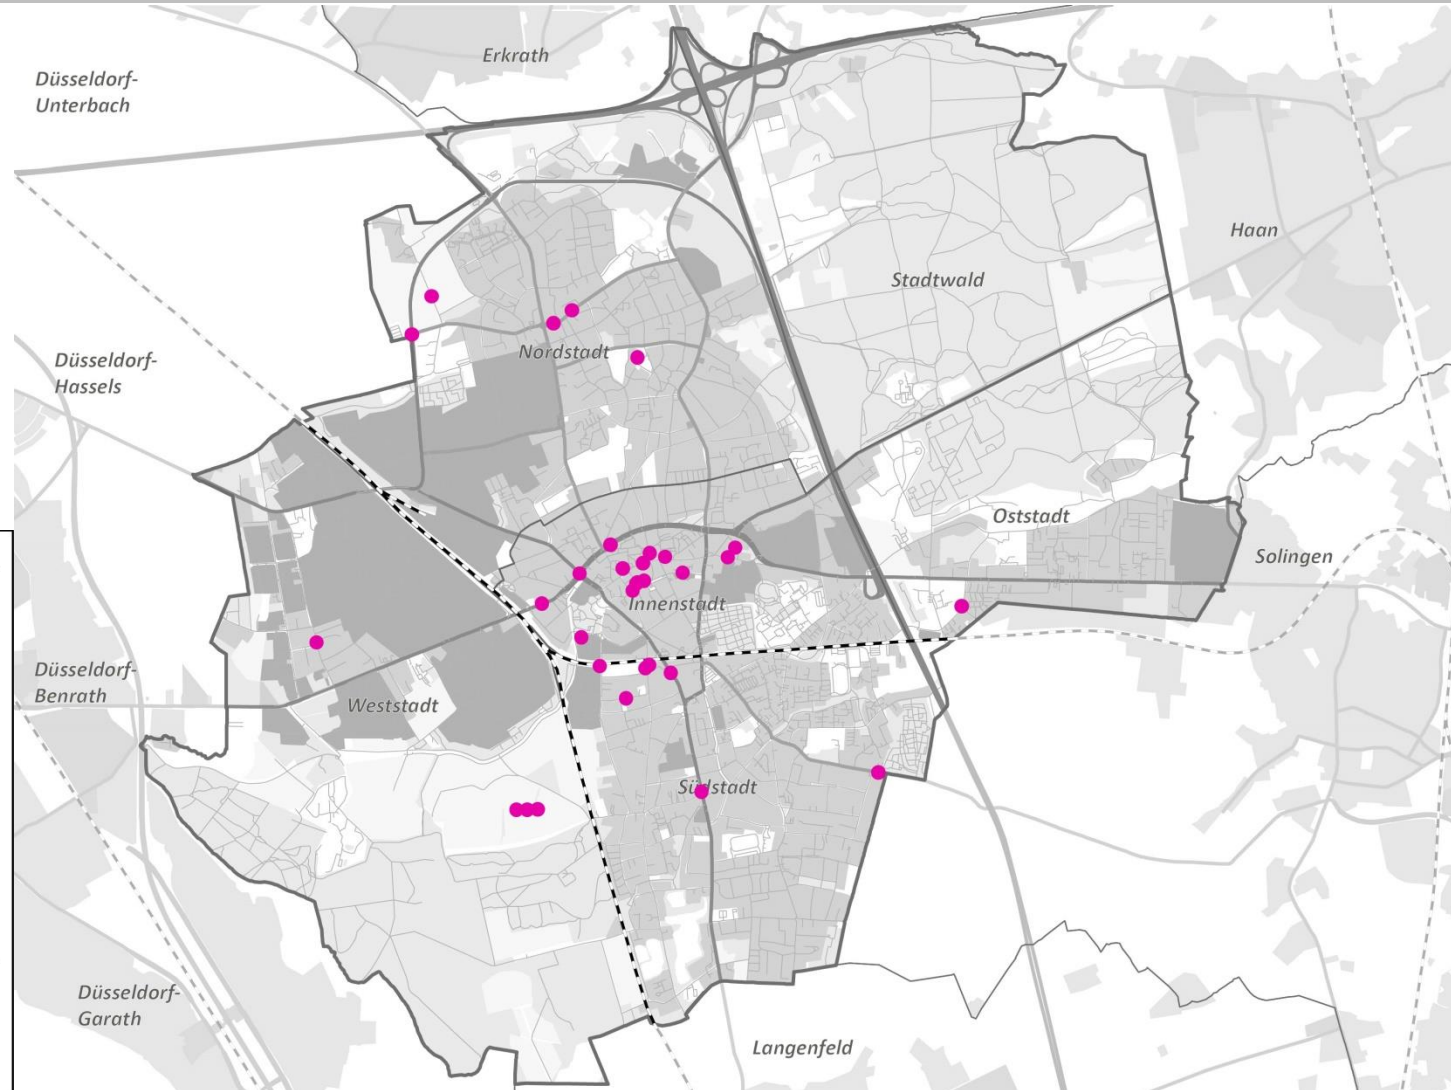 Erkrath
Düsseldorf-
Unterbach
Haan
Stadtwald
Nordstadt
Düsseldorf-
Hassels
Oststadt
Solingen
Innenstadt
Düsseldorf-
Benrath
Weststadt
Südstadt
Düsseldorf-
Garath
Langenfeld